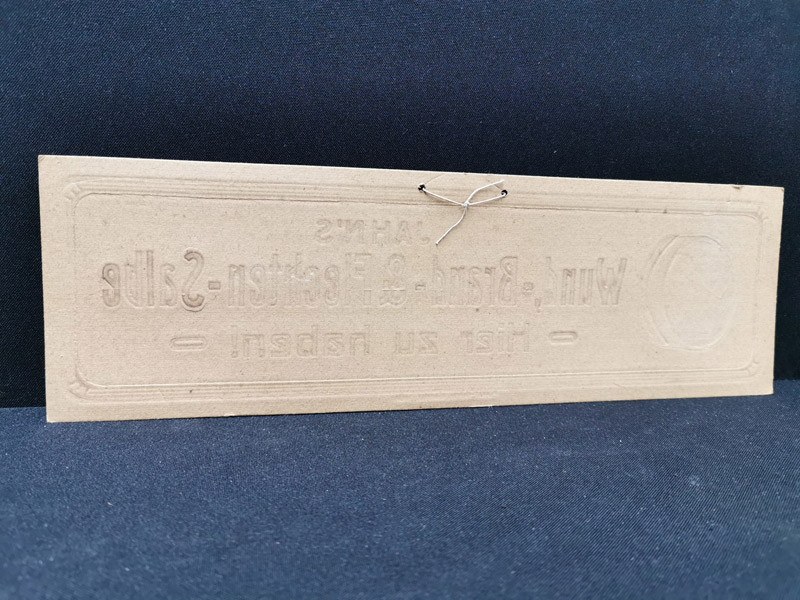 JAHN'S
Wund,-Brand-&Flechten-Salbe
- Hier zu haben! -